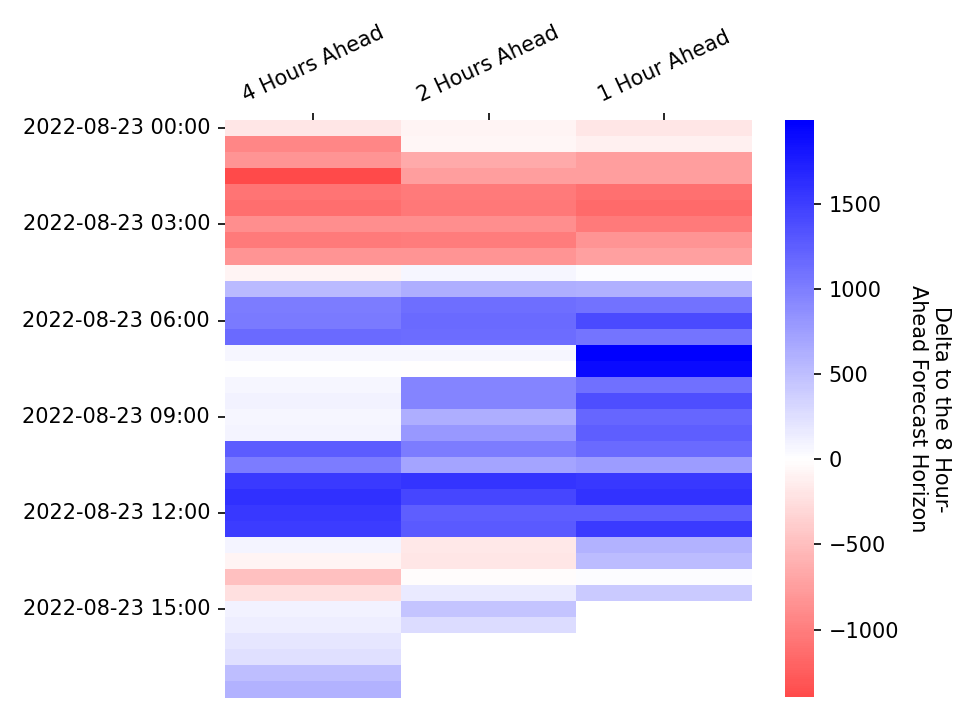 4 Hours Ahead
2 Hours Ahead
1 Hour Ahead
2022-08-23 00:00
2022-08-23 03:00
2022-08-23 06:00
2022-08-23 09:00
2022-08-23 12:00
2022-08-23 15:00
1500
1000
500
0
−500
−1000
Delta to the 8 Hour-
Ahead Forecast Horizon